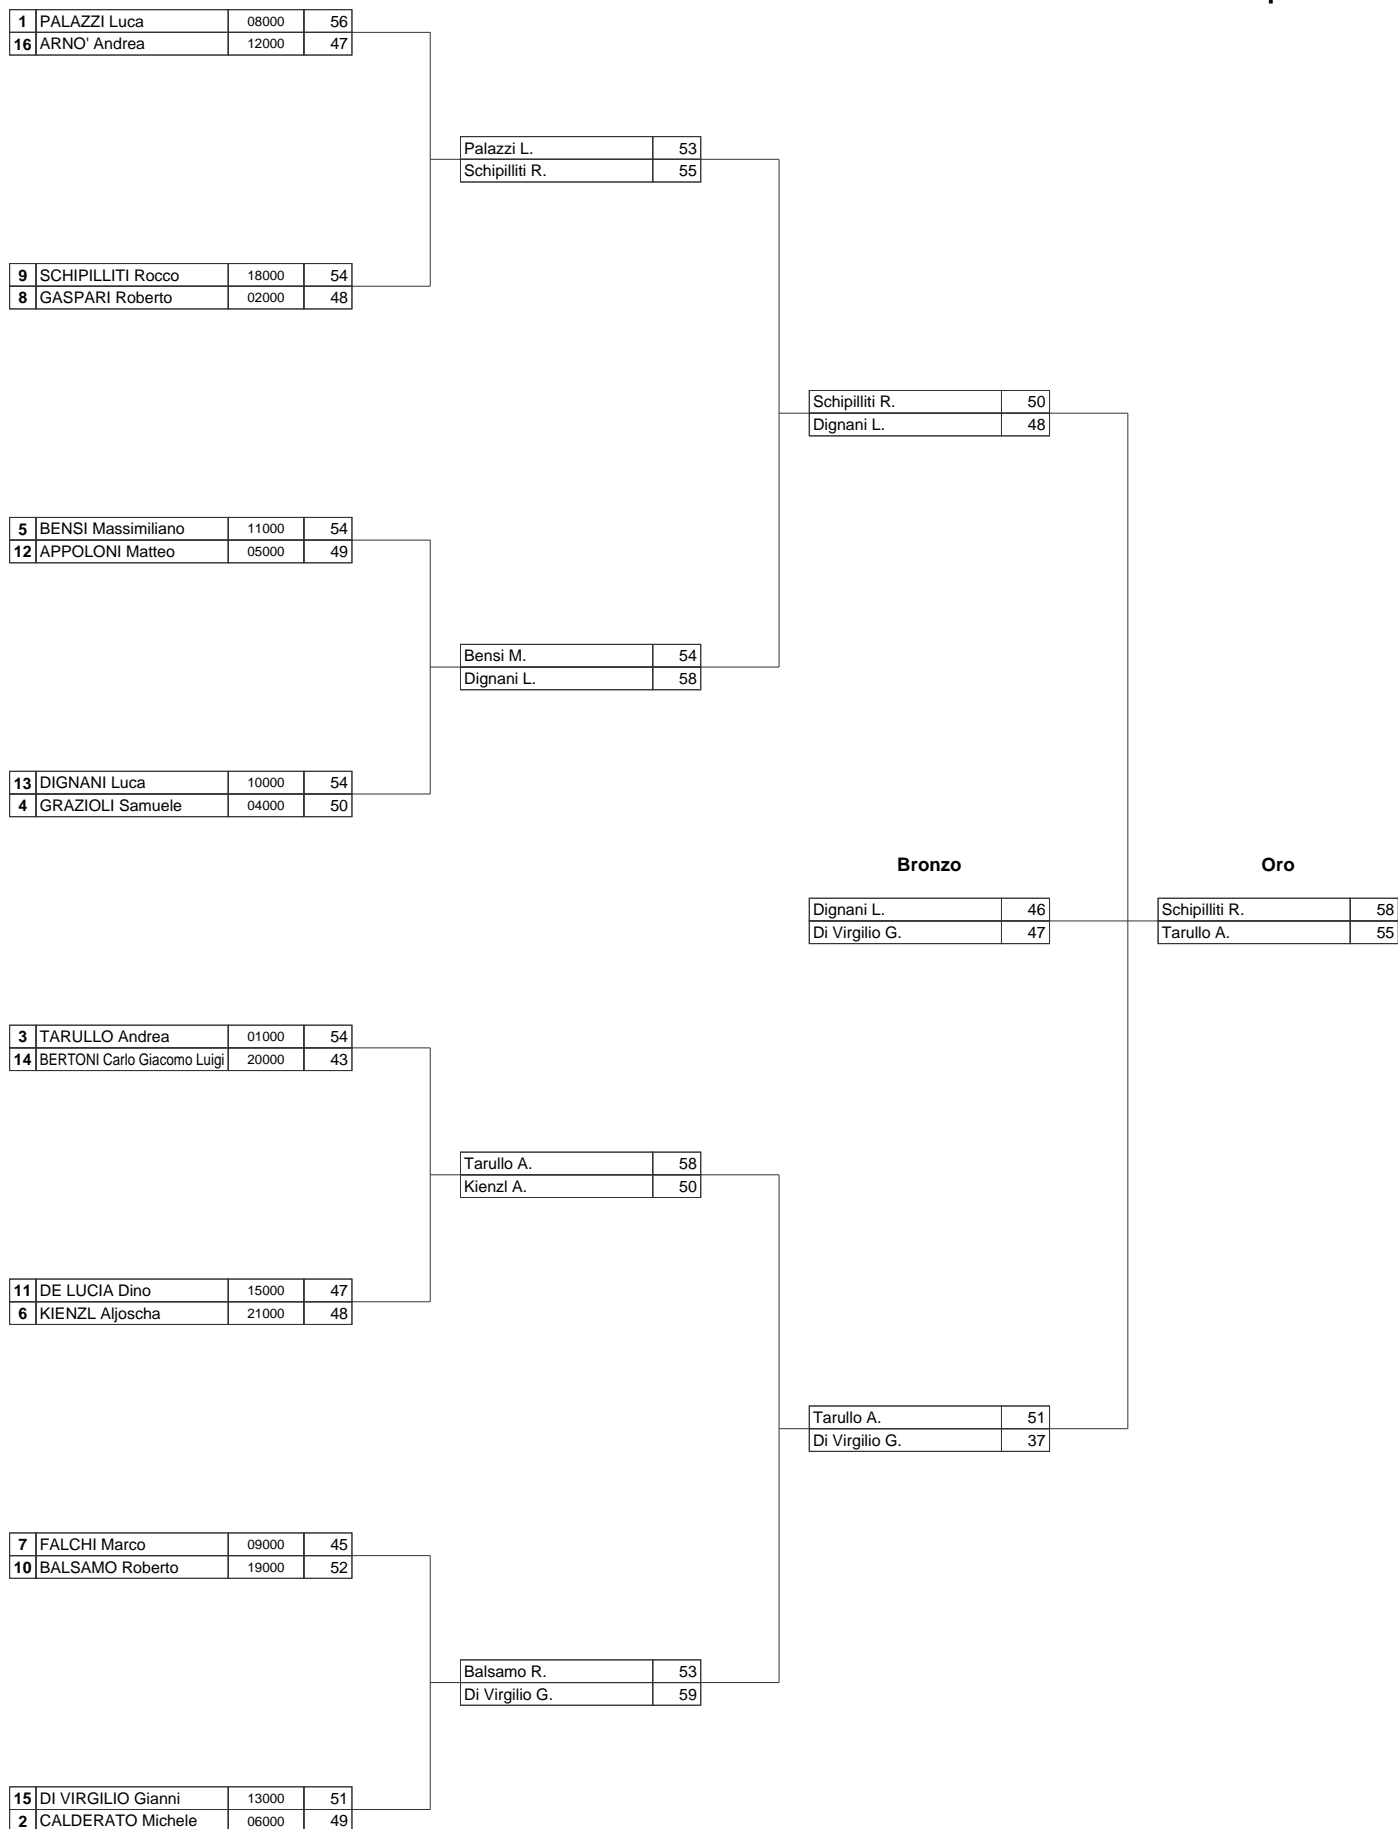 1 PALAZZI Luca 08000 56
16 ARNO' Andrea 12000 47
Palazzi L. 53
Schipilliti R. 55
9 SCHIPILLITI Rocco 18000 54
8 GASPARI Roberto 02000 48
Schipilliti R. 50
Dignani L. 48
5 BENSI Massimiliano 11000 54
12 APPOLONI Matteo 05000 49
Bensi M. 54
Dignani L. 58
13 DIGNANI Luca 10000 54
4 GRAZIOLI Samuele 04000 50
Bronzo Oro
Dignani L. 46 Schipilliti R. 58
Di Virgilio G. 47 Tarullo A. 55
3 TARULLO Andrea 01000 54
14 BERTONI Carlo Giacomo Luigi 20000 43
Tarullo A. 58
Kienzl A. 50
11 DE LUCIA Dino 15000 47
6 KIENZL Aljoscha 21000 48
Tarullo A. 51
Di Virgilio G. 37
7 FALCHI Marco 09000 45
10 BALSAMO Roberto 19000 52
Balsamo R. 53
Di Virgilio G. 59
15 DI VIRGILIO Gianni 13000 51
2 CALDERATO Michele 06000 49